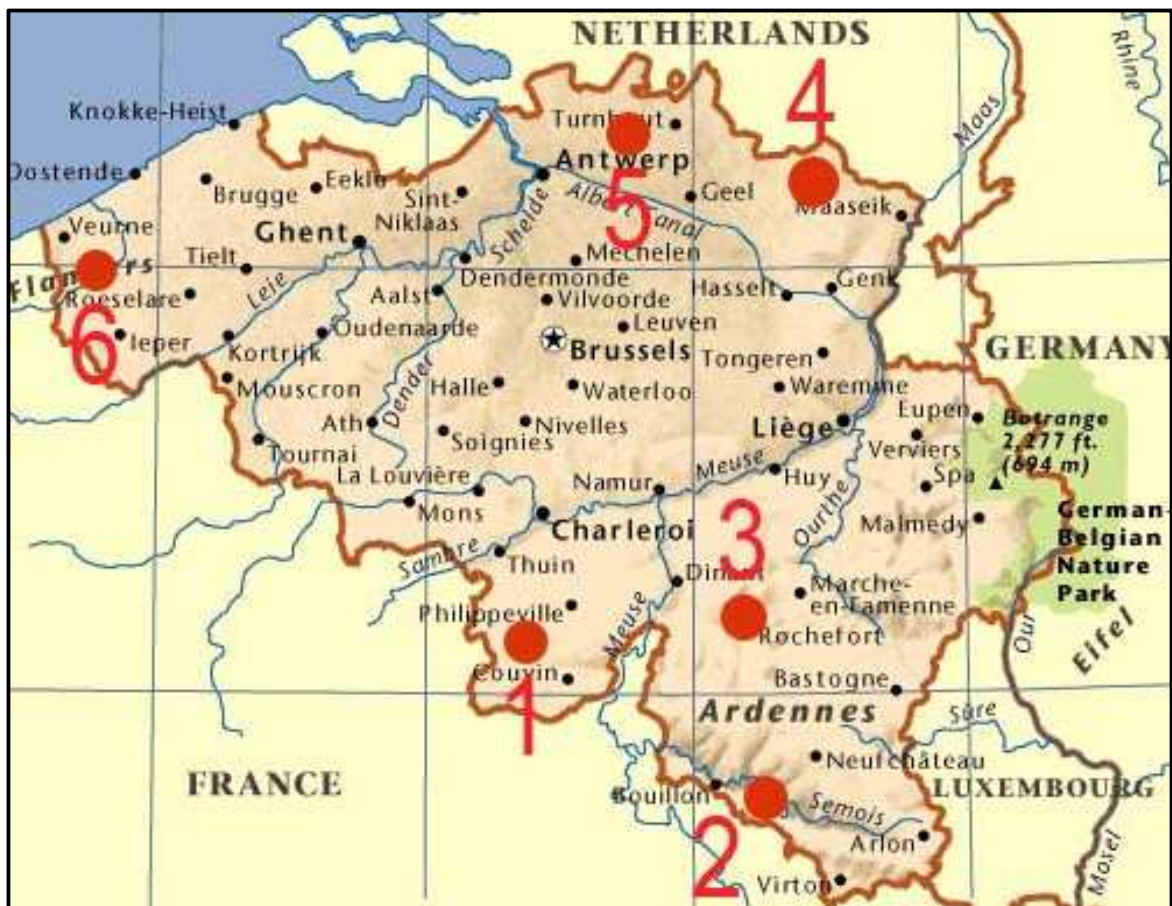 NETHERLANDS
Rhine
4
Knokke-Heist
Turnhout
Maas
Oostende
Antwerp
Brugge
Eeklo
Sint-
Niklaas
Schelde
Albert Canal
5
Geel
Maaseik
Veurne
Ghent
Tielt
Mechelen
Flanders
Dendermonde
Roeselare
Leie
Aalst
Vilvoorde
Hasselt
Genk
6
Ieper
Oudenaarde
Leuven
Kortrijk
Brussels
Tongeren
GERMANY
Mouscron
Dender
Halle
Waterloo
Waremme
Ath
Nivelles
Liège
Eupen
Botrange
2,277 ft.
(694 m)
Soignies
Verviers
Tournai
La Louvière
Namur
Meuse
Huy
Spa
Mons
Charleroi
3
Ourthe
Malmedy
German-
Belgian
Nature
Park
Sambre
Thuin
Dinant
Marche-
en-Famenne
Philippeville
Meuse
Rochefort
Our
Eifel
Couvin
1
Bastogne
Ardennes
Sûre
FRANCE
Neufchâteau
LUXEMBOURG
Bouillon
Semois
2
Arlon
Virton
Mosel